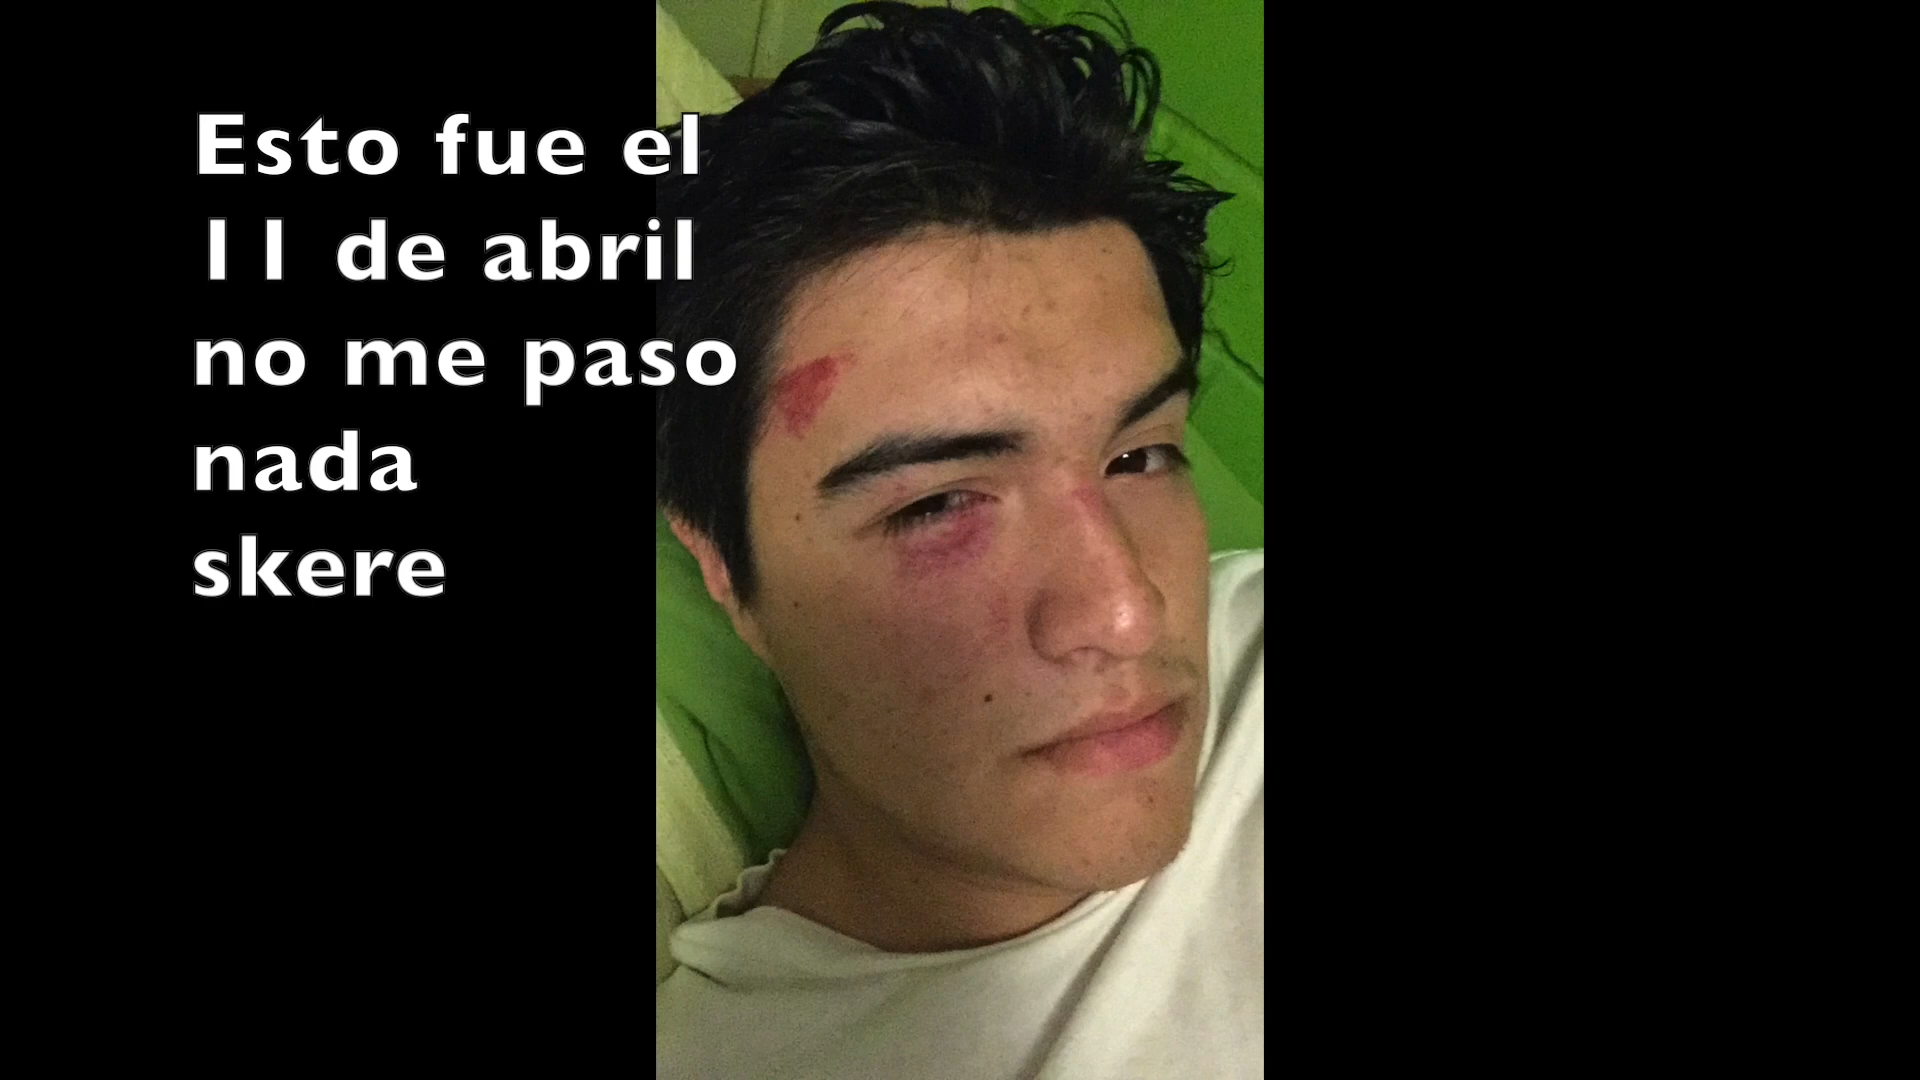 Esto fue el
11 de abril
no me paso
nada
skere